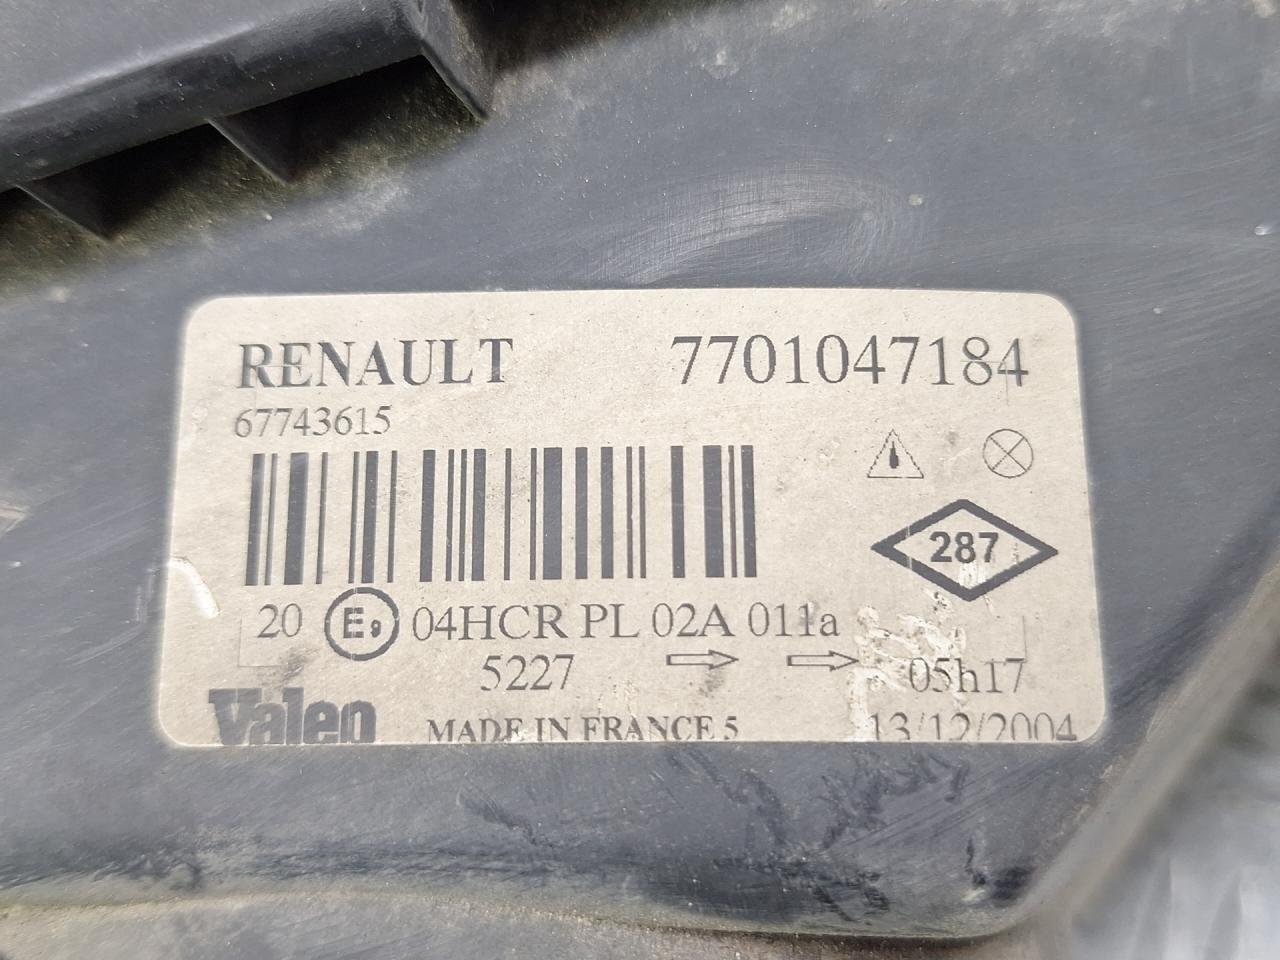 RENAULT 7701047184
67743615
287
20 E9 04HCR PL 02A 011a
5227 05h17
Valeo MADE IN FRANCE 5 13/12/2004